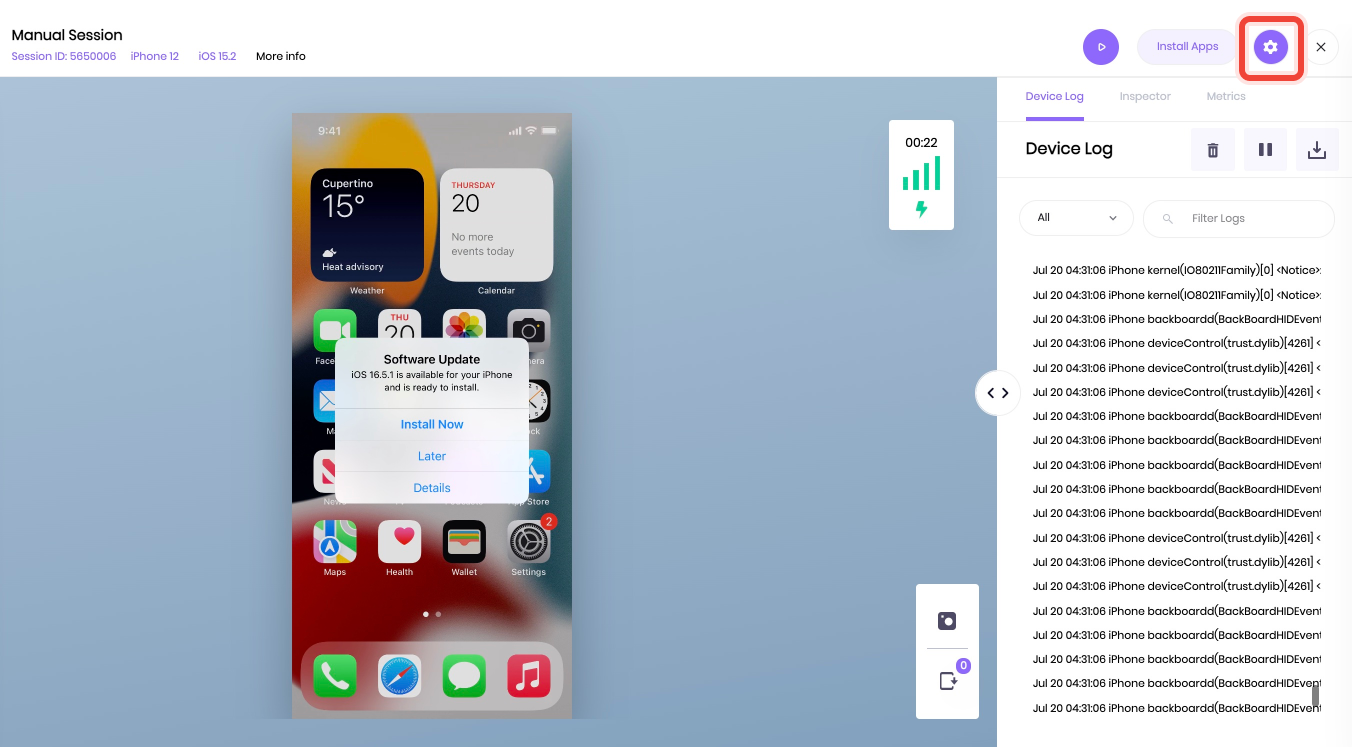 Manual Session
Session ID: 5650006 iPhone 12 iOS 15.2 More info
Install Apps
Device Log Inspector Metrics
Device Log
All
Filter Logs
Jul 20 04:31:06 iPhone kernel(IO80211Family)[0] <Notice>:
Jul 20 04:31:06 iPhone kernel(IO80211Family)[0] <Notice>:
Jul 20 04:31:06 iPhone backboardd(BackBoardHIDEvent
Jul 20 04:31:06 iPhone deviceControl(trust.dylib)[4261] <
Jul 20 04:31:06 iPhone deviceControl(trust.dylib)[4261] <
Jul 20 04:31:06 iPhone deviceControl(trust.dylib)[4261] <
Jul 20 04:31:06 iPhone backboardd(BackBoardHIDEvent
Jul 20 04:31:06 iPhone backboardd(BackBoardHIDEvent
Jul 20 04:31:06 iPhone backboardd(BackBoardHIDEvent
Jul 20 04:31:06 iPhone backboardd(BackBoardHIDEvent
Jul 20 04:31:06 iPhone backboardd(BackBoardHIDEvent
Jul 20 04:31:06 iPhone deviceControl(trust.dylib)[4261] <
Jul 20 04:31:06 iPhone deviceControl(trust.dylib)[4261] <
Jul 20 04:31:06 iPhone deviceControl(trust.dylib)[4261] <
Jul 20 04:31:06 iPhone backboardd(BackBoardHIDEvent
Jul 20 04:31:06 iPhone backboardd(BackBoardHIDEvent
Jul 20 04:31:06 iPhone backboardd(BackBoardHIDEvent
Jul 20 04:31:06 iPhone backboardd(BackBoardHIDEvent
Jul 20 04:31:06 iPhone backboardd(BackBoardHIDEvent
00:22
0
9:41
Cupertino
15°
Heat advisory
Weather
THURSDAY
20
No more
events today
Calendar
THU
20
Software Update
iOS 16.5.1 is available for your iPhone
and is ready to install.
Install Now
Later
Details
Store
2
Maps Health Wallet Settings